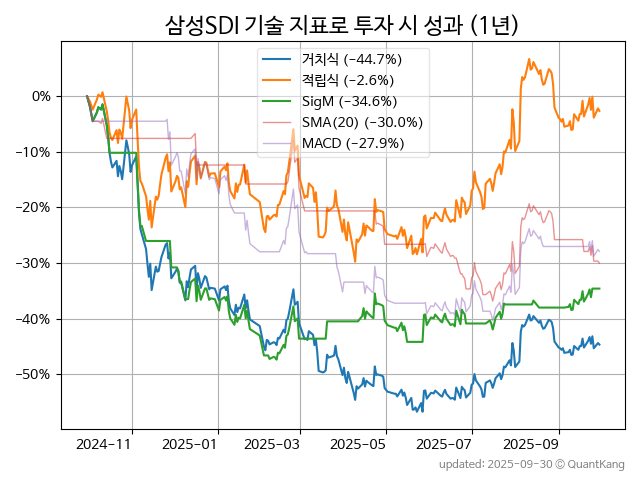 삼성SDI 기술 지표로 투자 시 성과 (1년)
거치식 (−44.7%)
적립식 (−2.6%)
SigM (−34.6%)
SMA(20) (−30.0%)
MACD (−27.9%)
0%
−10%
−20%
−30%
−40%
−50%
2024−11 2025−01 2025−03 2025−05 2025−07 2025−09
updated: 2025-09-30 © QuantKang